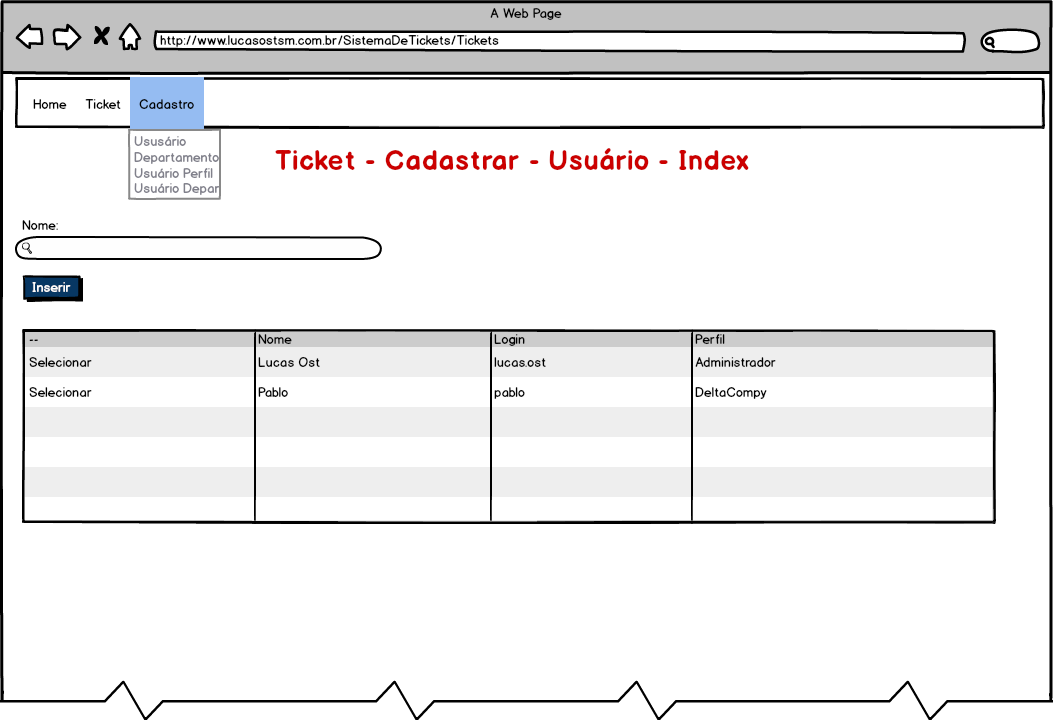 A Web Page
http://www.lucasostsm.com.br/SistemaDeTickets/Tickets
Home Ticket Cadastro
Ususário
Departamento
Usuário Perfil
Usuário Depar
Ticket - Cadastrar - Usuário - Index
Nome:
Inserir
-- Nome Login Perfil
Selecionar Lucas Ost lucas.ost Administrador
Selecionar Pablo pablo DeltaCompy